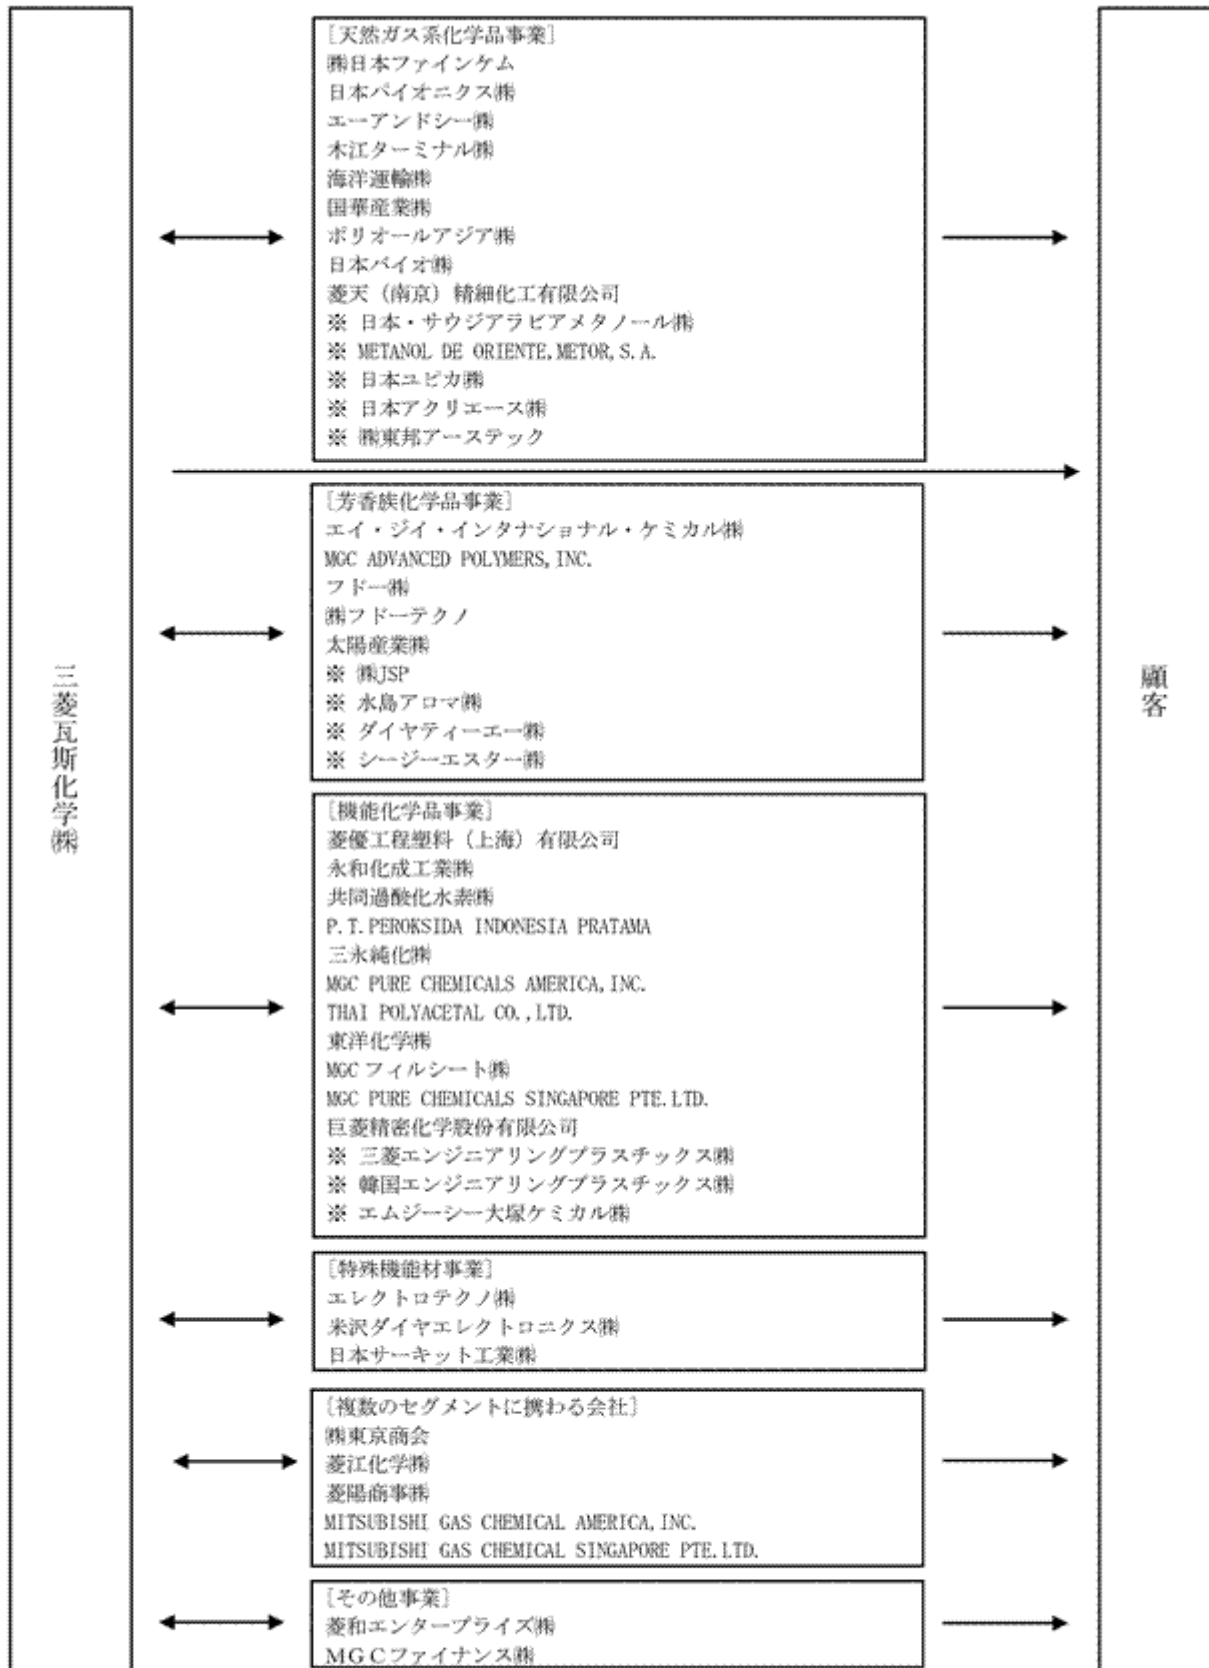 三菱瓦斯化学㈱
[天然ガス系化学品事業]
㈱日本ファインケム
日本パイオニクス㈱
エーアンドシー㈱
木江ターミナル㈱
海洋運輸㈱
国華産業㈱
ポリオールアジア㈱
日本バイオ㈱
菱天（南京）精細化工有限公司
※ 日本・サウジアラビアメタノール㈱
※ METANOL DE ORIENTE,METOR,S.A.
※ 日本ユピカ㈱
※ 日本アクリエース㈱
※ ㈱東邦アーステック
[芳香族化学品事業]
エイ・ジイ・インタナショナル・ケミカル㈱
MGC ADVANCED POLYMERS,INC.
フドー㈱
㈱フドーテクノ
太陽産業㈱
※ ㈱JSP
※ 水島アロマ㈱
※ ダイヤティーエー㈱
※ シージーエスター㈱
[機能化学品事業]
菱優工程塑料（上海）有限公司
永和化成工業㈱
共同過酸化水素㈱
P.T.PEROKSIDA INDONESIA PRATAMA
三永純化㈱
MGC PURE CHEMICALS AMERICA,INC.
THAI POLYACETAL CO.,LTD.
東洋化学㈱
MGCフィルシート㈱
MGC PURE CHEMICALS SINGAPORE PTE.LTD.
巨菱精密化学股份有限公司
※ 三菱エンジニアリングプラスチックス㈱
※ 韓国エンジニアリングプラスチックス㈱
※ エムジーシー大塚ケミカル㈱
[特殊機能材事業]
エレクトロテクノ㈱
米沢ダイヤエレクトロニクス㈱
日本サーキット工業㈱
[複数のセグメントに携わる会社]
㈱東京商会
菱江化学㈱
菱陽商事㈱
MITSUBISHI GAS CHEMICAL AMERICA,INC.
MITSUBISHI GAS CHEMICAL SINGAPORE PTE.LTD.
[その他事業]
菱和エンタープライズ㈱
ＭＧＣファイナンス㈱
顧客